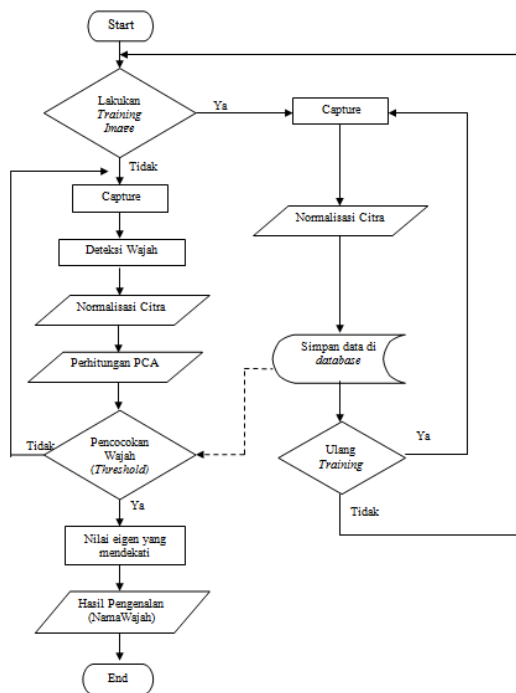 Start
Lakukan
Training
Image
Ya
Capture
Tidak
Capture
Normalisasi Citra
Deteksi Wajah
Normalisasi Citra
Perhitungan PCA
Simpan data di
database
Pencocokan
Wajah
(Threshold)
Tidak
Ya
Ulang
Training
Ya
Tidak
Nilai eigen yang
mendekati
Hasil Pengenalan
(NamaWajah)
End